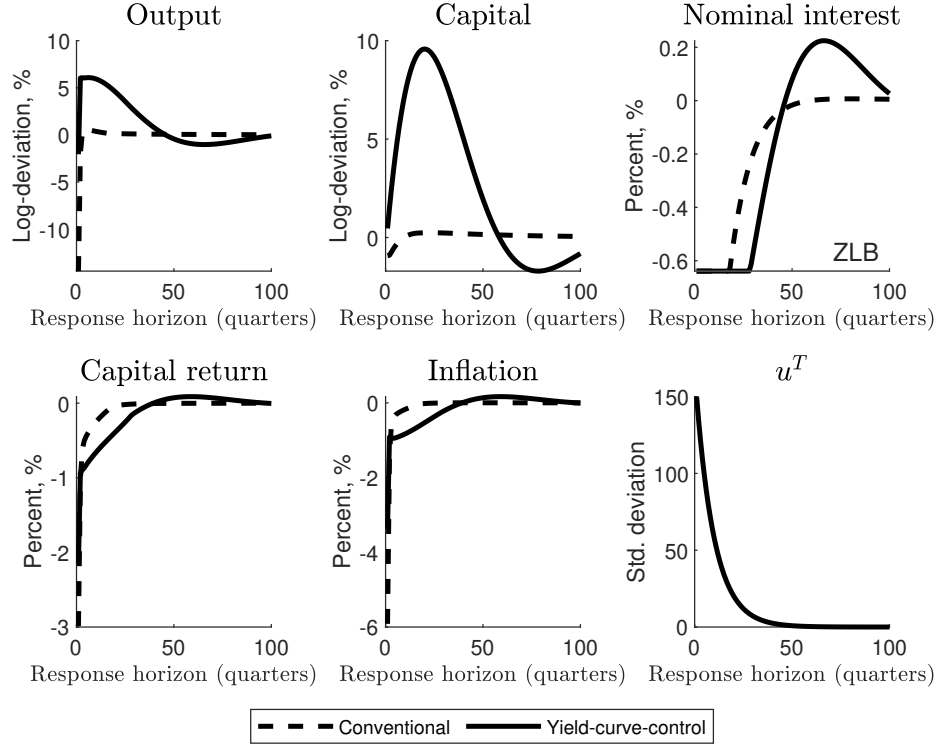 Output
Log-deviation, %
10
5
0
-5
-10
0
50
100
Response horizon (quarters)
Capital
Log-deviation, %
10
5
0
0
50
100
Response horizon (quarters)
Nominal interest
Percent, %
0.2
0
-0.2
-0.4
-0.6
ZLB
0
50
100
Response horizon (quarters)
Capital return
Percent, %
0
-1
-2
-3
0
50
100
Response horizon (quarters)
Inflation
Percent, %
0
-2
-4
-6
0
50
100
Response horizon (quarters)
u^T
Std. deviation
150
100
50
0
0
50
100
Response horizon (quarters)
Conventional
Yield-curve-control